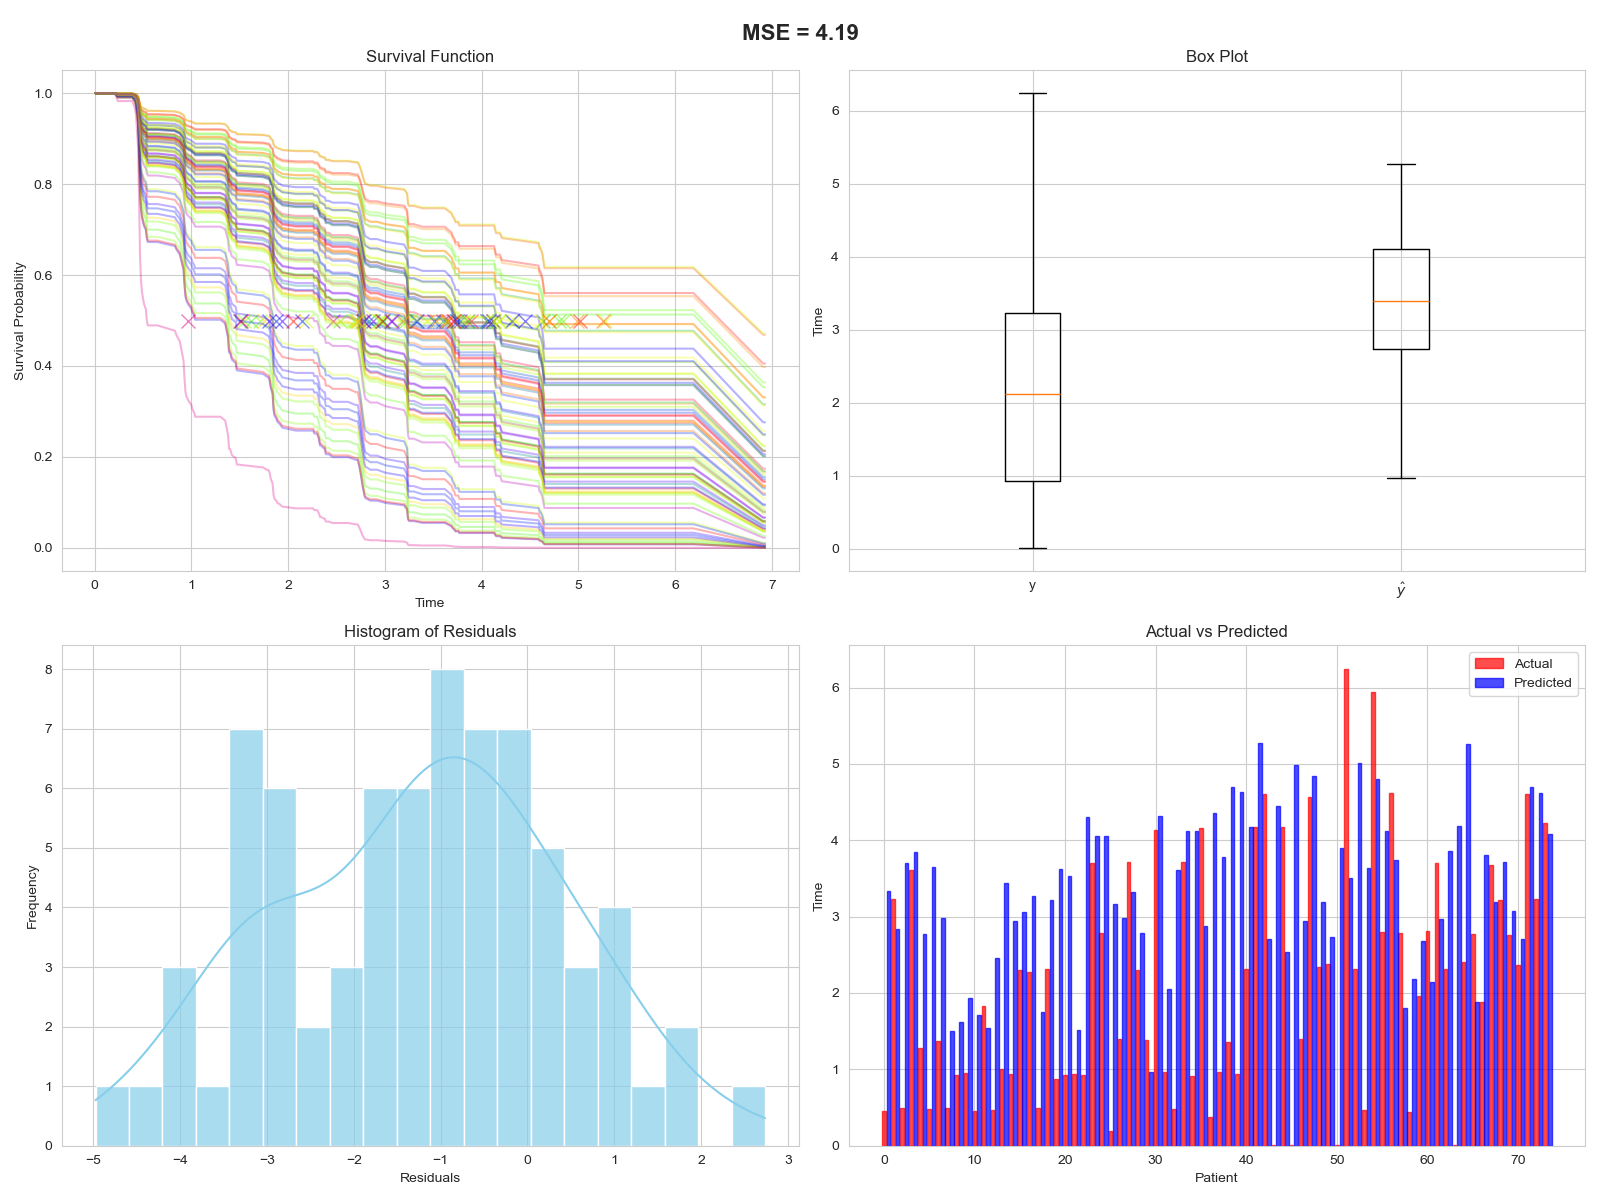 MSE = 4.19
Survival Function
1.0
0.8
0.6
0.4
0.2
0.0
Survival Probability
0 1 2 3 4 5 6 7
Time
Box Plot
6
5
4
3
2
1
0
Time
y ŷ
Histogram of Residuals
8
7
6
5
4
3
2
1
0
Frequency
−5 −4 −3 −2 −1 0 1 2 3
Residuals
Actual vs Predicted
Actual
Predicted
6
5
4
3
2
1
0
Time
0 10 20 30 40 50 60 70
Patient